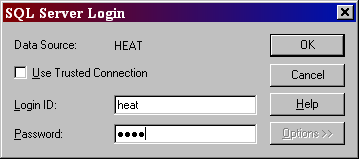 SQL Server Login
Data Source: HEAT OK
Use Trusted Connection Cancel
Login ID: heat Help
Password: ●●●● Options >>